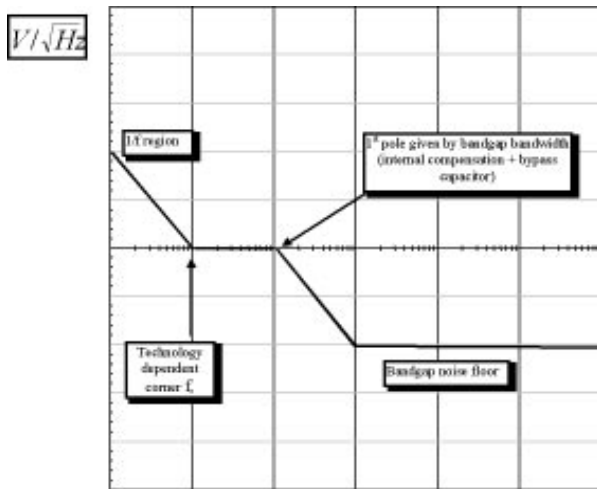 V/√Hz
1/f region
1st pole given by bandgap bandwidth
(internal compensation + bypass
capacitor)
Technology
dependent
corner fc
Bandgap noise floor